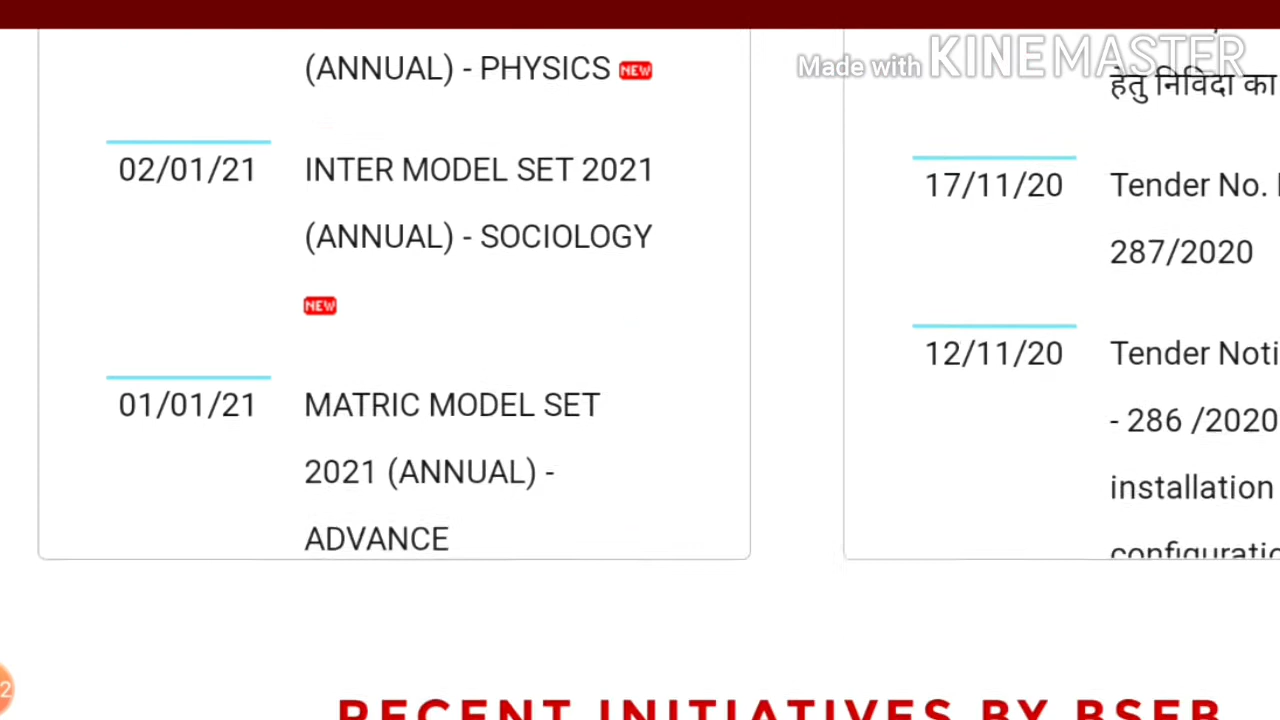 Made with KINEMASTER
(ANNUAL) - PHYSICS NEW
02/01/21 INTER MODEL SET 2021
(ANNUAL) - SOCIOLOGY
NEW
01/01/21 MATRIC MODEL SET
2021 (ANNUAL) -
ADVANCE
हेतु निविदा का
17/11/20 Tender No.
287/2020
12/11/20 Tender Noti
- 286 /2020
installation
configuratio
RECENT INITIATIVES BY BSEB
2